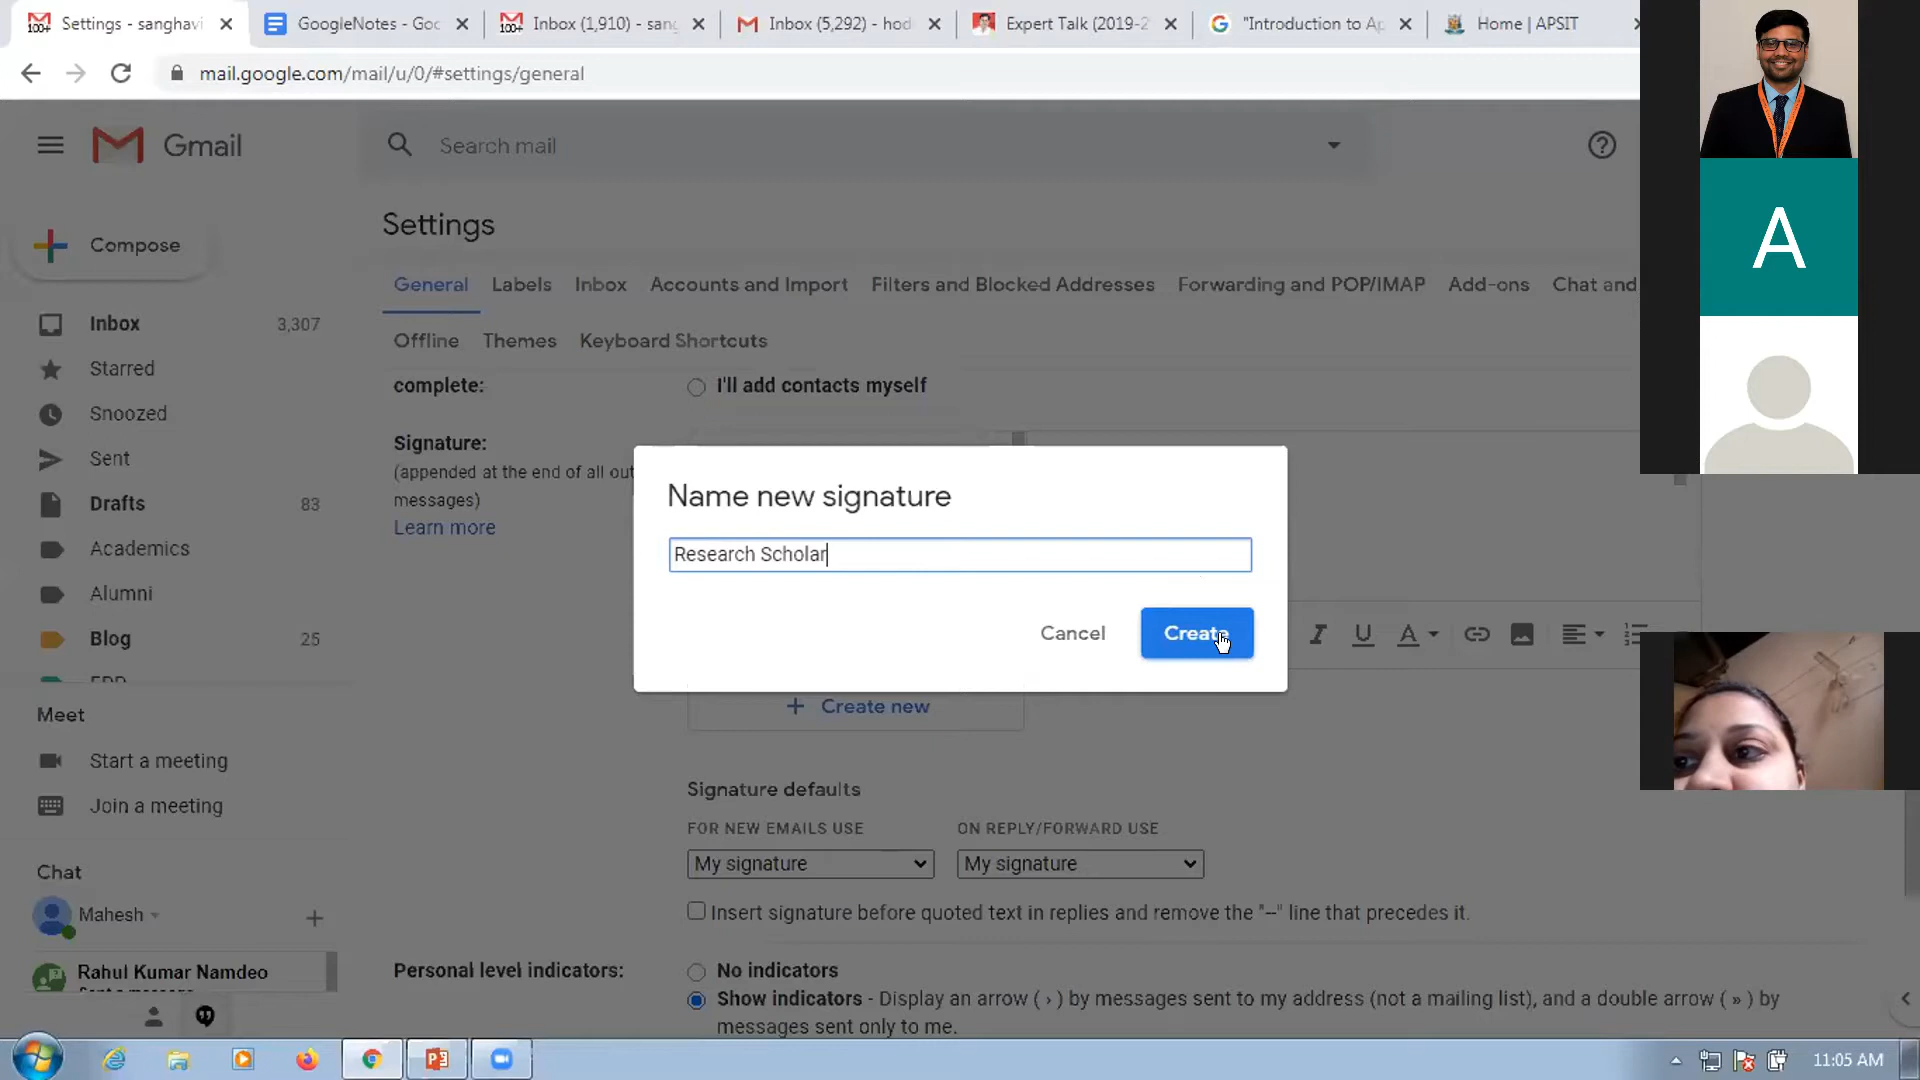 Settings - sanghavi
GoogleNotes - Goo
Inbox (1,910) - sang
Inbox (5,292) - hod
Expert Talk (2019-2
"Introduction to Ap
Home | APSIT
mail.google.com/mail/u/0/#settings/general
Gmail
Search mail
Settings
Compose
General Labels Inbox Accounts and Import Filters and Blocked Addresses Forwarding and POP/IMAP Add-ons Chat and
Offline Themes Keyboard Shortcuts
Inbox 3,307
Starred
Snoozed
Sent
Drafts 83
Academics
Alumni
Blog 25
Meet
Start a meeting
Join a meeting
Chat
Mahesh
Rahul Kumar Namdeo
complete:
I'll add contacts myself
Signature:
(appended at the end of all out
messages)
Learn more
Name new signature
Research Scholar
Cancel
Create
Create new
Signature defaults
FOR NEW EMAILS USE
ON REPLY/FORWARD USE
My signature
My signature
Insert signature before quoted text in replies and remove the "--" line that precedes it.
Personal level indicators:
No indicators
Show indicators - Display an arrow ( › ) by messages sent to my address (not a mailing list), and a double arrow ( » ) by
messages sent only to me.
A
11:05 AM